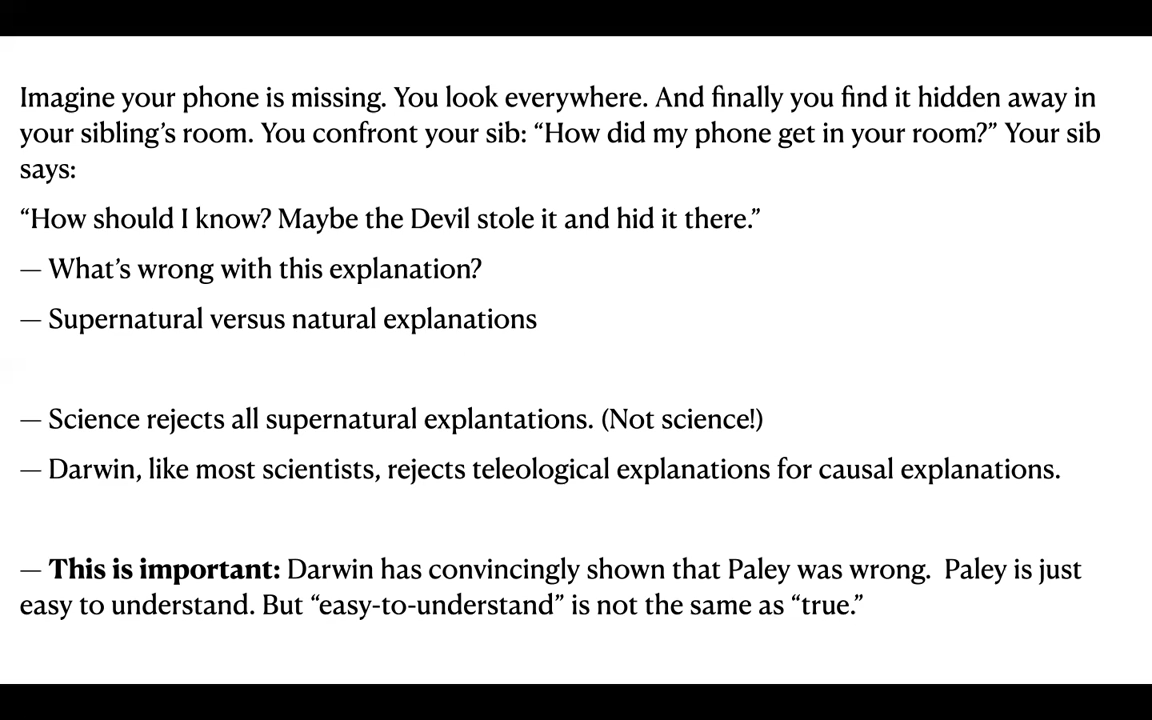 Imagine your phone is missing. You look everywhere. And finally you find it hidden away in
your sibling’s room. You confront your sib: “How did my phone get in your room?” Your sib
says:
“How should I know? Maybe the Devil stole it and hid it there.”
— What’s wrong with this explanation?
— Supernatural versus natural explanations
— Science rejects all supernatural explantations. (Not science!)
— Darwin, like most scientists, rejects teleological explanations for causal explanations.
— This is important: Darwin has convincingly shown that Paley was wrong.  Paley is just
easy to understand. But “easy-to-understand” is not the same as “true.”